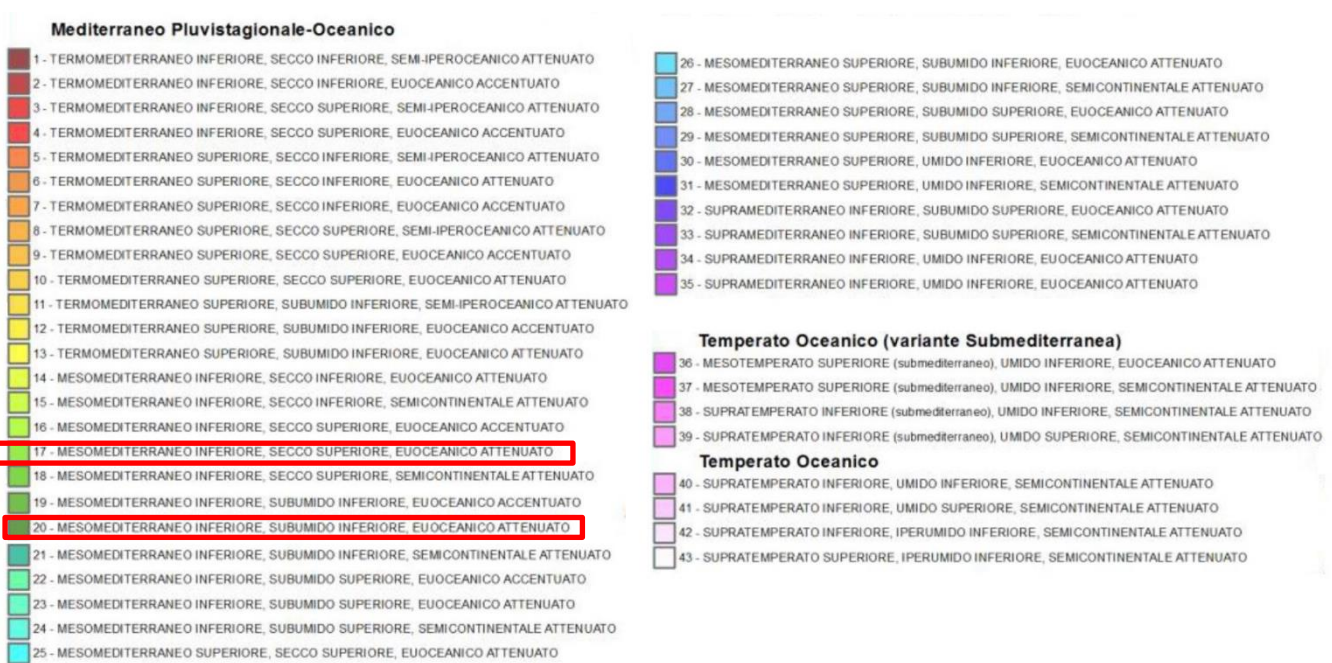 Mediterraneo Pluvistagionale-Oceanico
1 - TERMOMEDITERRANEO INFERIORE, SECCO INFERIORE, SEMI-IPEROCEANICO ATTENUATO
2 - TERMOMEDITERRANEO INFERIORE, SECCO INFERIORE, EUOCEANICO ACCENTUATO
3 - TERMOMEDITERRANEO INFERIORE, SECCO SUPERIORE, SEMI-IPEROCEANICO ATTENUATO
4 - TERMOMEDITERRANEO INFERIORE, SECCO SUPERIORE, EUOCEANICO ACCENTUATO
5 - TERMOMEDITERRANEO SUPERIORE, SECCO INFERIORE, SEMI-IPEROCEANICO ATTENUATO
6 - TERMOMEDITERRANEO SUPERIORE, SECCO INFERIORE, EUOCEANICO ATTENUATO
7 - TERMOMEDITERRANEO SUPERIORE, SECCO INFERIORE, EUOCEANICO ACCENTUATO
8 - TERMOMEDITERRANEO SUPERIORE, SECCO SUPERIORE, SEMI-IPEROCEANICO ATTENUATO
9 - TERMOMEDITERRANEO SUPERIORE, SECCO SUPERIORE, EUOCEANICO ACCENTUATO
10 - TERMOMEDITERRANEO SUPERIORE, SECCO SUPERIORE, EUOCEANICO ATTENUATO
11 - TERMOMEDITERRANEO SUPERIORE, SUBUMIDO INFERIORE, SEMI-IPEROCEANICO ATTENUATO
12 - TERMOMEDITERRANEO SUPERIORE, SUBUMIDO INFERIORE, EUOCEANICO ACCENTUATO
13 - TERMOMEDITERRANEO SUPERIORE, SUBUMIDO INFERIORE, EUOCEANICO ATTENUATO
14 - MESOMEDITERRANEO INFERIORE, SECCO INFERIORE, EUOCEANICO ATTENUATO
15 - MESOMEDITERRANEO INFERIORE, SECCO INFERIORE, SEMICONTINENTALE ATTENUATO
16 - MESOMEDITERRANEO INFERIORE, SECCO SUPERIORE, EUOCEANICO ACCENTUATO
17 - MESOMEDITERRANEO INFERIORE, SECCO SUPERIORE, EUOCEANICO ATTENUATO
18 - MESOMEDITERRANEO INFERIORE, SECCO SUPERIORE, SEMICONTINENTALE ATTENUATO
19 - MESOMEDITERRANEO INFERIORE, SUBUMIDO INFERIORE, EUOCEANICO ACCENTUATO
20 - MESOMEDITERRANEO INFERIORE, SUBUMIDO INFERIORE, EUOCEANICO ATTENUATO
21 - MESOMEDITERRANEO INFERIORE, SUBUMIDO INFERIORE, SEMICONTINENTALE ATTENUATO
22 - MESOMEDITERRANEO INFERIORE, SUBUMIDO SUPERIORE, EUOCEANICO ACCENTUATO
23 - MESOMEDITERRANEO INFERIORE, SUBUMIDO SUPERIORE, EUOCEANICO ATTENUATO
24 - MESOMEDITERRANEO INFERIORE, SUBUMIDO SUPERIORE, SEMICONTINENTALE ATTENUATO
25 - MESOMEDITERRANEO SUPERIORE, SECCO SUPERIORE, EUOCEANICO ATTENUATO
26 - MESOMEDITERRANEO SUPERIORE, SUBUMIDO INFERIORE, EUOCEANICO ATTENUATO
27 - MESOMEDITERRANEO SUPERIORE, SUBUMIDO INFERIORE, SEMICONTINENTALE ATTENUATO
28 - MESOMEDITERRANEO SUPERIORE, SUBUMIDO SUPERIORE, EUOCEANICO ATTENUATO
29 - MESOMEDITERRANEO SUPERIORE, SUBUMIDO SUPERIORE, SEMICONTINENTALE ATTENUATO
30 - MESOMEDITERRANEO SUPERIORE, UMIDO INFERIORE, EUOCEANICO ATTENUATO
31 - MESOMEDITERRANEO SUPERIORE, UMIDO INFERIORE, SEMICONTINENTALE ATTENUATO
32 - SUPRAMEDITERRANEO INFERIORE, SUBUMIDO SUPERIORE, EUOCEANICO ATTENUATO
33 - SUPRAMEDITERRANEO INFERIORE, SUBUMIDO SUPERIORE, SEMICONTINENTALE ATTENUATO
34 - SUPRAMEDITERRANEO INFERIORE, UMIDO INFERIORE, EUOCEANICO ATTENUATO
35 - SUPRAMEDITERRANEO INFERIORE, UMIDO INFERIORE, EUOCEANICO ATTENUATO
Temperato Oceanico (variante Submediterranea)
36 - MESOTEMPERATO SUPERIORE (submediterraneo), UMIDO INFERIORE, EUOCEANICO ATTENUATO
37 - MESOTEMPERATO SUPERIORE (submediterraneo), UMIDO INFERIORE, SEMICONTINENTALE ATTENUATO
38 - SUPRATEMPERATO INFERIORE (submediterraneo), UMIDO INFERIORE, SEMICONTINENTALE ATTENUATO
39 - SUPRATEMPERATO INFERIORE (submediterraneo), UMIDO SUPERIORE, SEMICONTINENTALE ATTENUATO
Temperato Oceanico
40 - SUPRATEMPERATO INFERIORE, UMIDO INFERIORE, SEMICONTINENTALE ATTENUATO
41 - SUPRATEMPERATO INFERIORE, UMIDO SUPERIORE, SEMICONTINENTALE ATTENUATO
42 - SUPRATEMPERATO INFERIORE, IPERUMIDO INFERIORE, SEMICONTINENTALE ATTENUATO
43 - SUPRATEMPERATO SUPERIORE, IPERUMIDO INFERIORE, SEMICONTINENTALE ATTENUATO